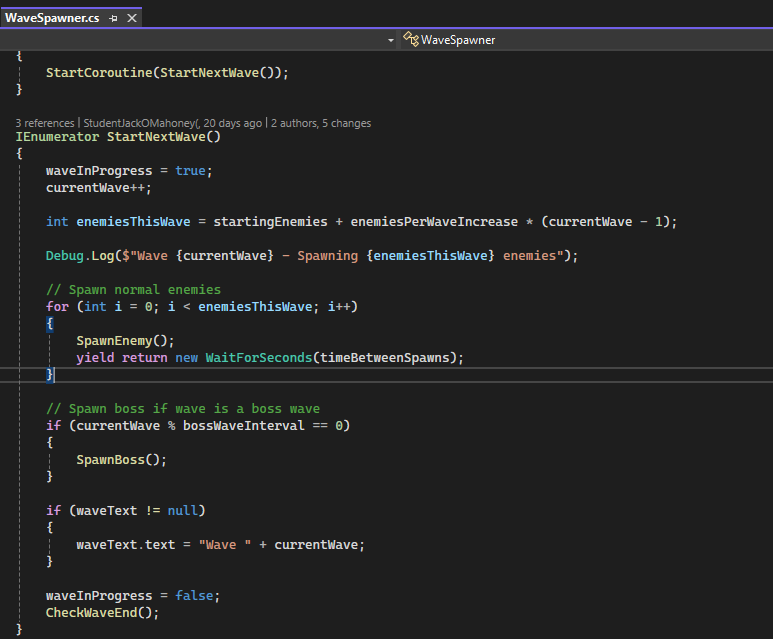 WaveSpawner.cs
WaveSpawner
{
StartCoroutine(StartNextWave());
}
3 references | StudentJackOMahoney(, 20 days ago | 2 authors, 5 changes
IEnumerator StartNextWave()
{
waveInProgress = true;
currentWave++;
int enemiesThisWave = startingEnemies + enemiesPerWaveIncrease * (currentWave - 1);
Debug.Log($"Wave {currentWave} - Spawning {enemiesThisWave} enemies");
// Spawn normal enemies
for (int i = 0; i < enemiesThisWave; i++)
{
SpawnEnemy();
yield return new WaitForSeconds(timeBetweenSpawns);
}
// Spawn boss if wave is a boss wave
if (currentWave % bossWaveInterval == 0)
{
SpawnBoss();
}
if (waveText != null)
{
waveText.text = "Wave " + currentWave;
}
waveInProgress = false;
CheckWaveEnd();
}